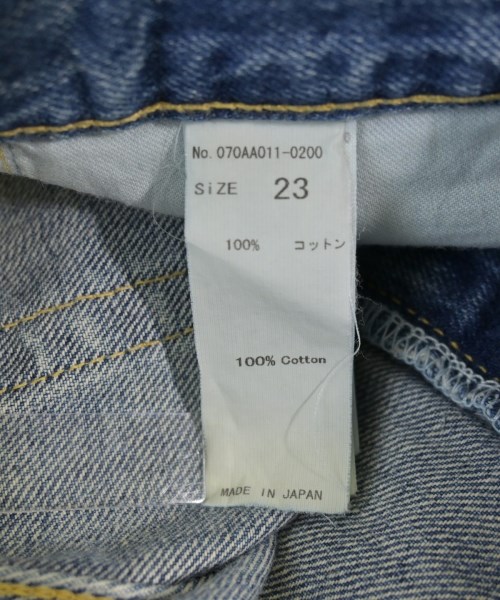 No. 070AA011-0200
SiZE 23
100% コットン
100% Cotton
MADE IN JAPAN